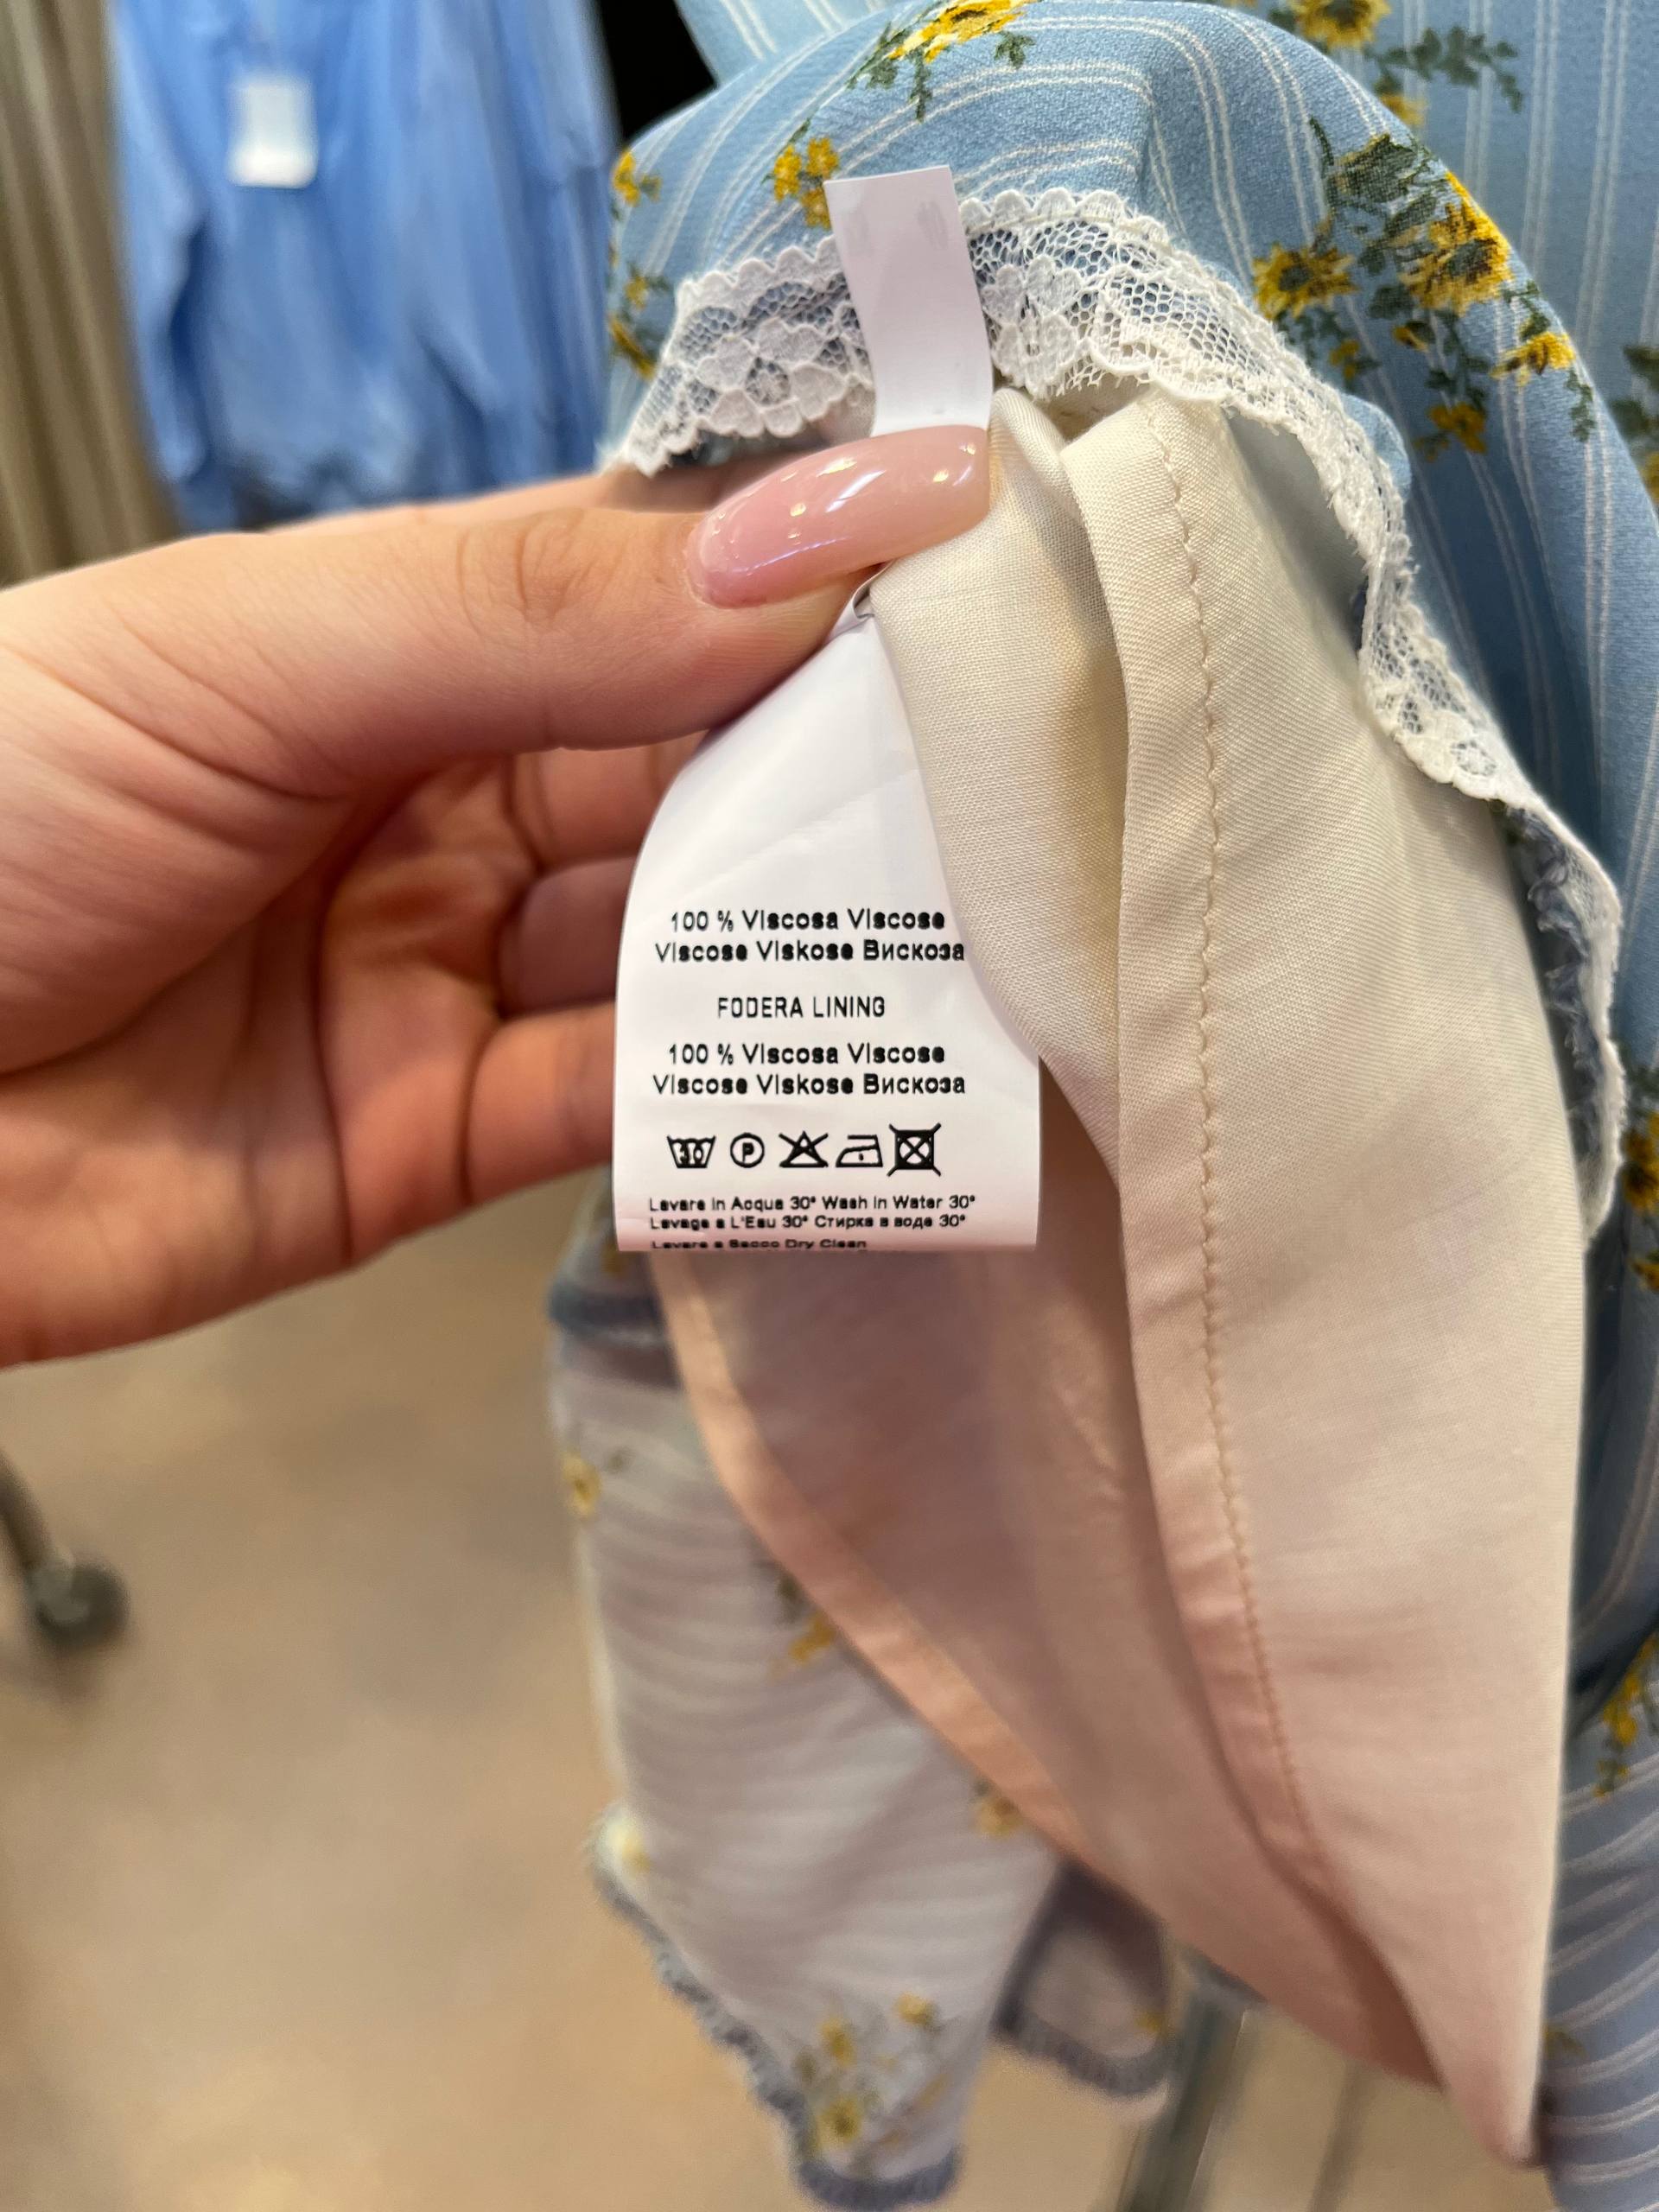 100 % Viscosa Viscose
Viscose Viskose Вискоза
FODERA LINING
100 % Viscosa Viscose
Viscose Viskose Вискоза
30 P A
Lavare in Acqua 30° Wash in Water 30°
Lavage a L'Eau 30° Стирка в воде 30°
Lavare a Secco Dry Clean